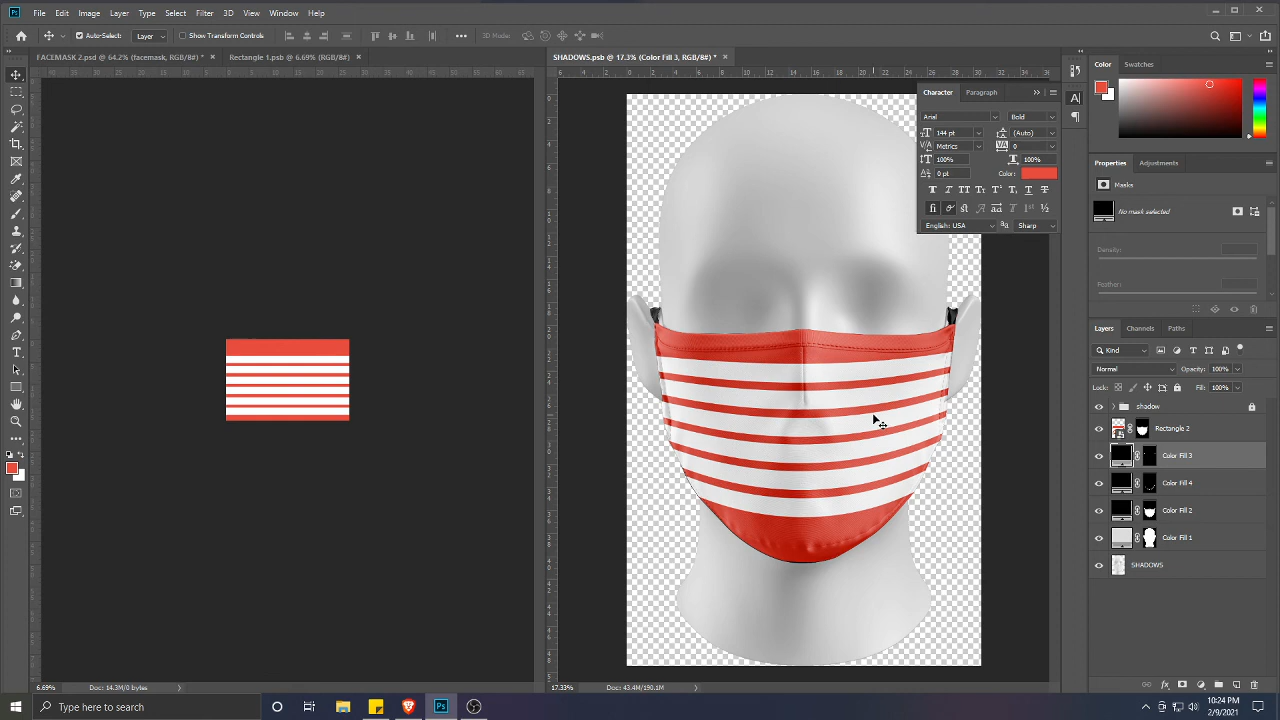 Ps File Edit Image Layer Type Select Filter 3D View Window Help
Auto-Select: Layer Show Transform Controls 3D Mode:
FACEMASK 2.psd @ 64.2% (facemask, RGB/8#) * × Rectangle 1.psb @ 6.69% (RGB/8#) ×
SHADOWS.psb @ 17.3% (Color Fill 3, RGB/8#) * ×
Color Swatches
Character Paragraph
Arial Bold
144 pt (Auto)
Metrics 0
100% 100%
0 pt Color:
English: USA Sharp
Properties Adjustments
Masks
No mask selected
Density:
Feather:
Layers Channels Paths
Kind
Normal Opacity: 100%
Lock: Fill: 100%
shadow
Rectangle 2
Color Fill 3
Color Fill 4
Color Fill 2
Color Fill 1
SHADOWS
6.69% Doc: 14.3M/0 bytes
17.33% Doc: 43.4M/190.1M
Type here to search
10:24 PM
2/9/2021